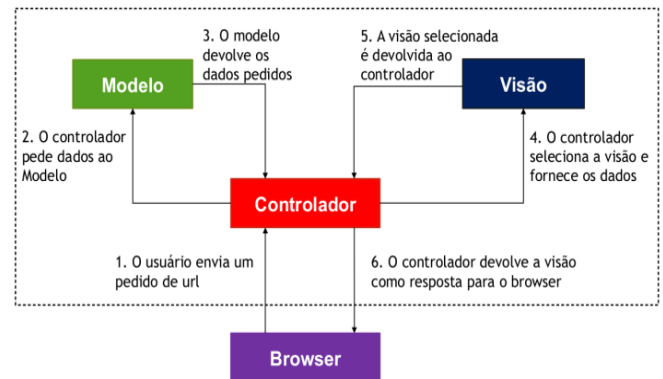 3. O modelo
devolve os
dados pedidos
5. A visão selecionada
é devolvida ao
controlador
Modelo
Visão
2. O controlador
pede dados ao
Modelo
4. O controlador
seleciona a visão e
fornece os dados
Controlador
1. O usuário envia um
pedido de url
6. O controlador devolve a visão
como resposta para o browser
Browser